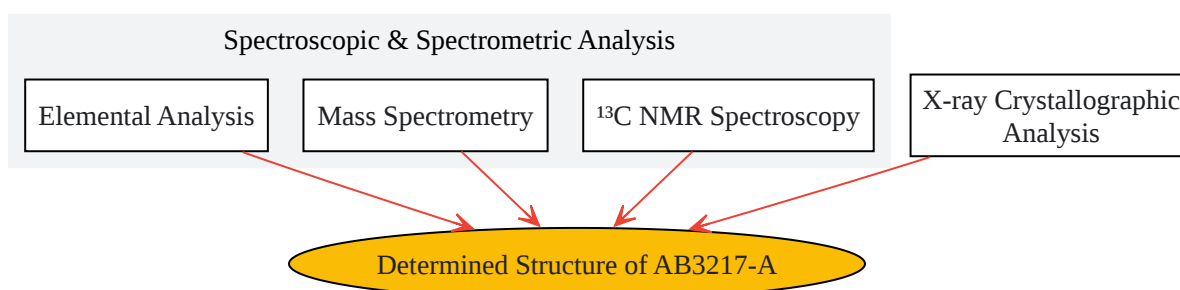 Spectroscopic & Spectrometric Analysis
Elemental Analysis
Mass Spectrometry
¹³C NMR Spectroscopy
X-ray Crystallographic
Analysis
Determined Structure of AB3217-A